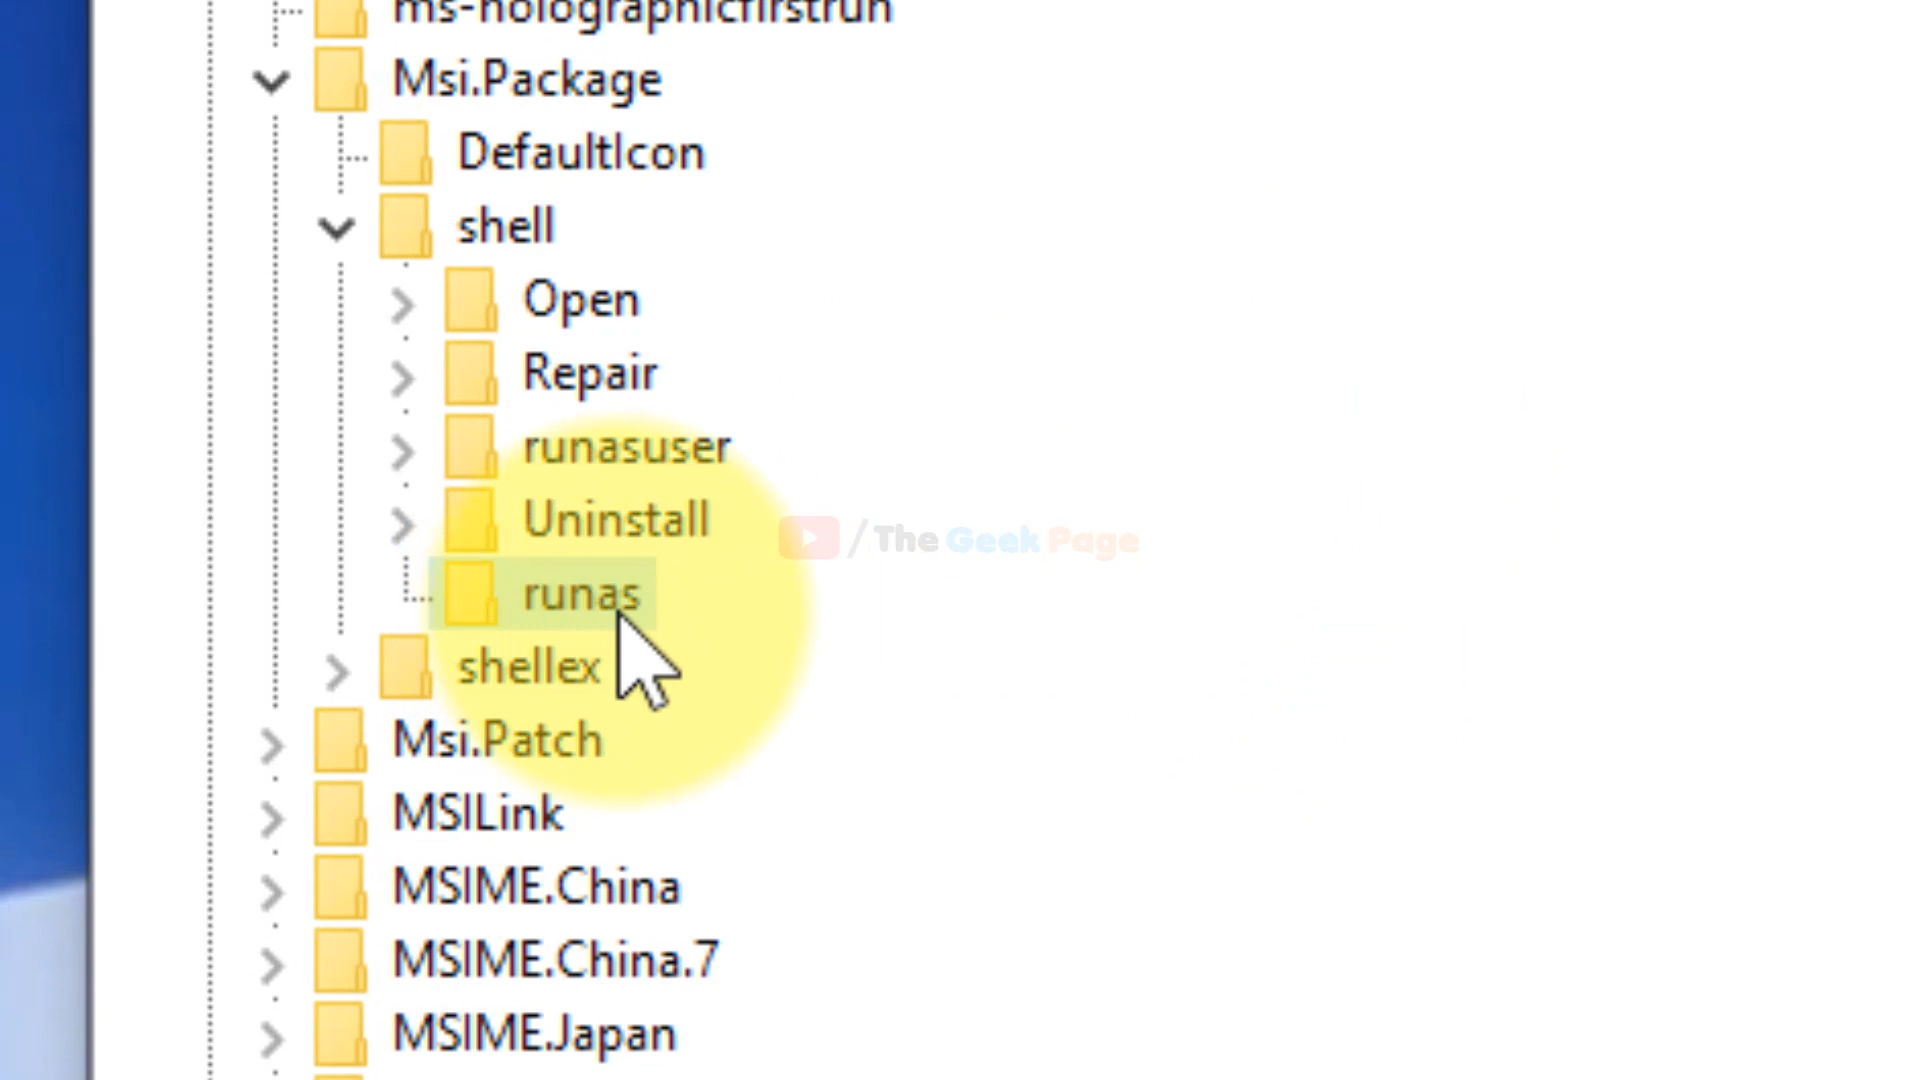 ms-holographicfirstrun
Msi.Package
DefaultIcon
shell
Open
Repair
runasuser
Uninstall
/The Geek Page
runas
shellex
Msi.Patch
MSILink
MSIME.China
MSIME.China.7
MSIME.Japan